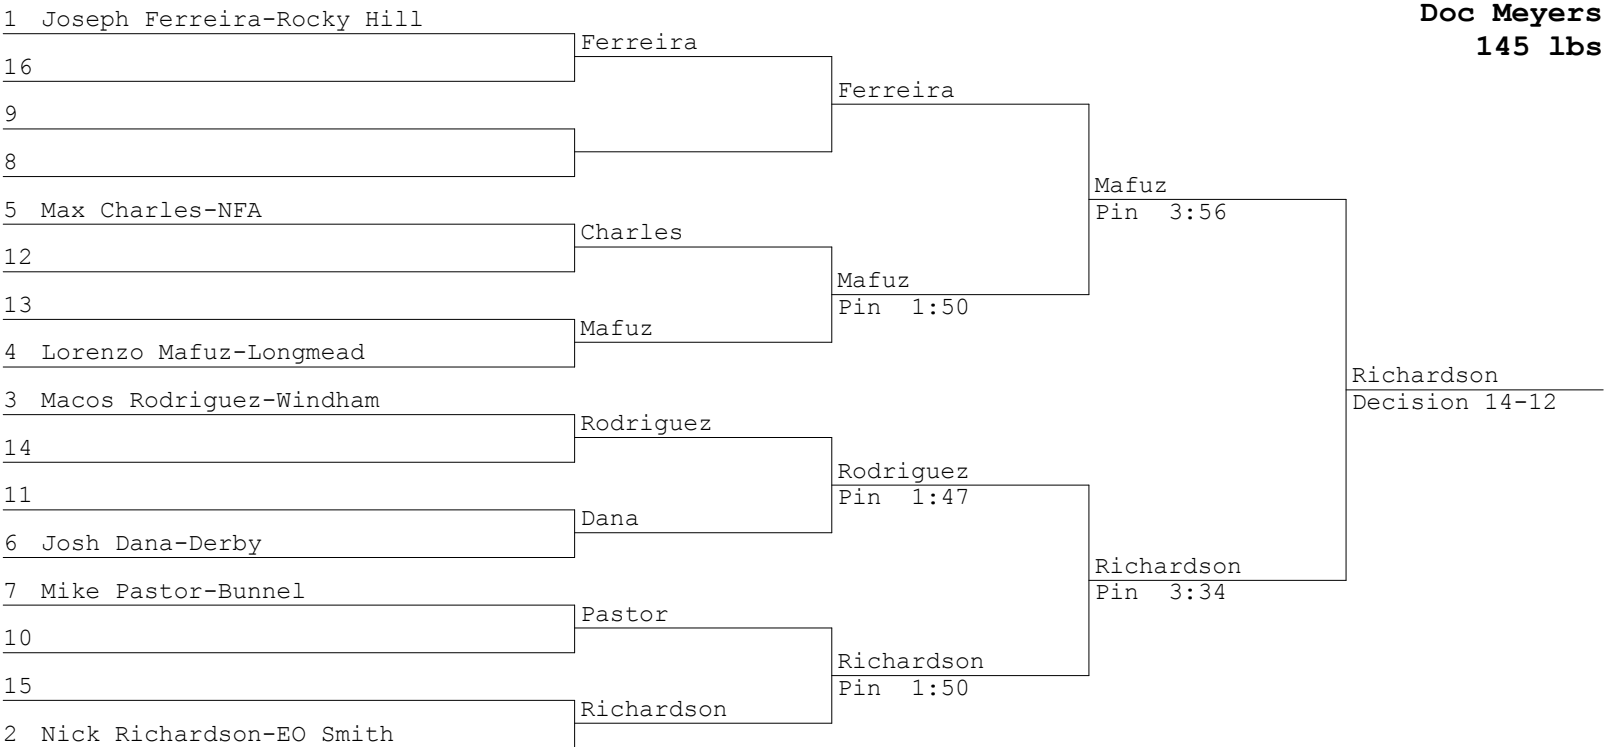 Doc Meyers
145 lbs
1 Joseph Ferreira-Rocky Hill
16
9
8
5 Max Charles-NFA
12
13
4 Lorenzo Mafuz-Longmead
3 Macos Rodriguez-Windham
14
11
6 Josh Dana-Derby
7 Mike Pastor-Bunnel
10
15
2 Nick Richardson-EO Smith
Ferreira
Charles
Mafuz
Rodriguez
Dana
Pastor
Richardson
Ferreira
Mafuz
Pin 1:50
Rodriguez
Pin 1:47
Richardson
Pin 1:50
Mafuz
Pin 3:56
Richardson
Pin 3:34
Richardson
Decision 14-12